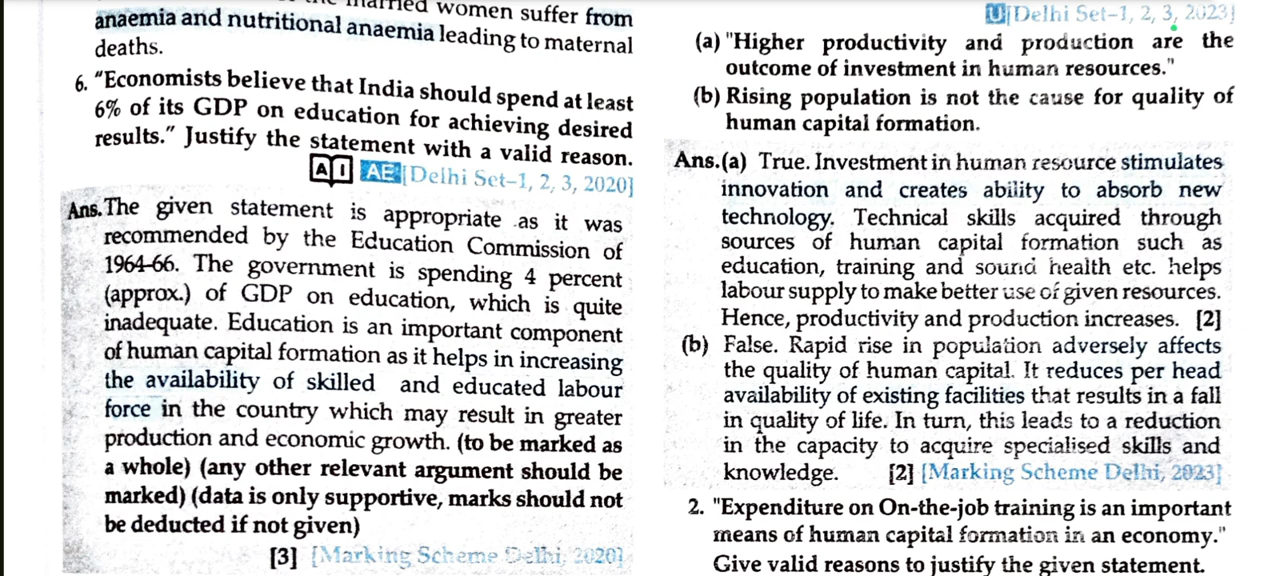 the married women suffer from
anaemia and nutritional anaemia leading to maternal
deaths.
6. "Economists believe that India should spend at least
6% of its GDP on education for achieving desired
results." Justify the statement with a valid reason.
AI AE [Delhi Set–1, 2, 3, 2020]
Ans. The given statement is appropriate as it was
recommended by the Education Commission of
1964-66. The government is spending 4 percent
(approx.) of GDP on education, which is quite
inadequate. Education is an important component
of human capital formation as it helps in increasing
the availability of skilled and educated labour
force in the country which may result in greater
production and economic growth. (to be marked as
a whole) (any other relevant argument should be
marked) (data is only supportive, marks should not
be deducted if not given)
[3] [Marking Scheme Delhi, 2020]
U [Delhi Set–1, 2, 3, 2023]
(a) "Higher productivity and production are the
outcome of investment in human resources."
(b) Rising population is not the cause for quality of
human capital formation.
Ans. (a) True. Investment in human resource stimulates
innovation and creates ability to absorb new
technology. Technical skills acquired through
sources of human capital formation such as
education, training and sound health etc. helps
labour supply to make better use of given resources.
Hence, productivity and production increases. [2]
(b) False. Rapid rise in population adversely affects
the quality of human capital. It reduces per head
availability of existing facilities that results in a fall
in quality of life. In turn, this leads to a reduction
in the capacity to acquire specialised skills and
knowledge. [2] [Marking Scheme Delhi, 2023]
2. "Expenditure on On-the-job training is an important
means of human capital formation in an economy."
Give valid reasons to justify the given statement.